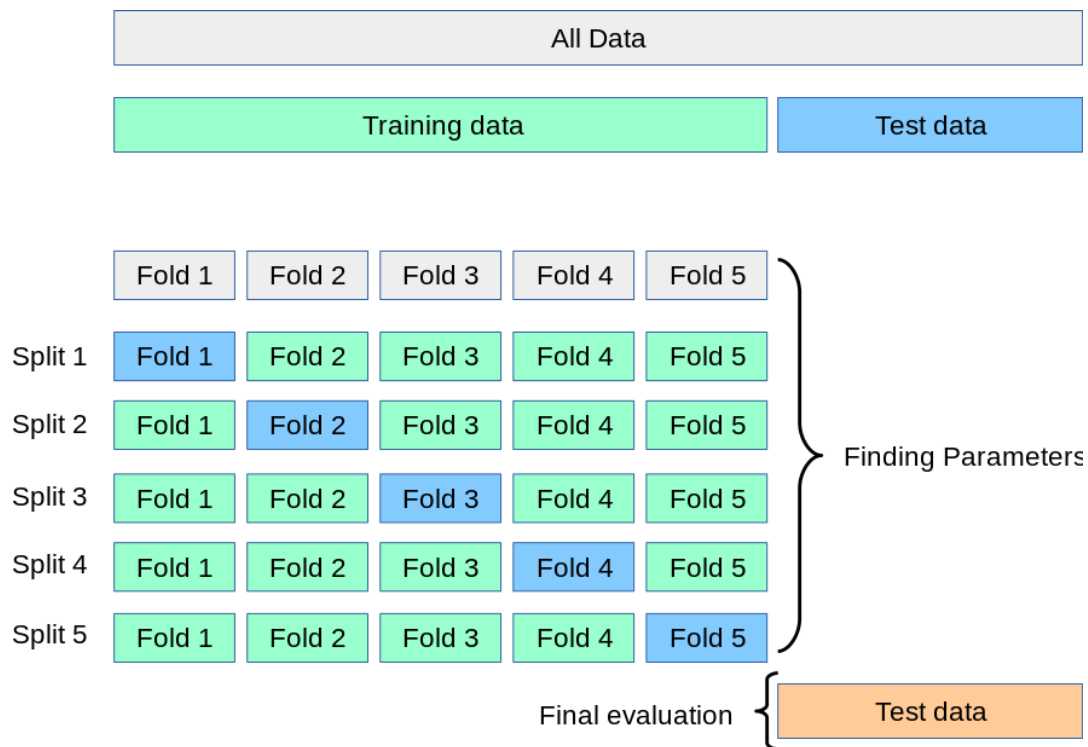 All Data
Training data Test data
Fold 1 Fold 2 Fold 3 Fold 4 Fold 5
Split 1 Fold 1 Fold 2 Fold 3 Fold 4 Fold 5
Split 2 Fold 1 Fold 2 Fold 3 Fold 4 Fold 5
Finding Parameters
Split 3 Fold 1 Fold 2 Fold 3 Fold 4 Fold 5
Split 4 Fold 1 Fold 2 Fold 3 Fold 4 Fold 5
Split 5 Fold 1 Fold 2 Fold 3 Fold 4 Fold 5
Final evaluation Test data